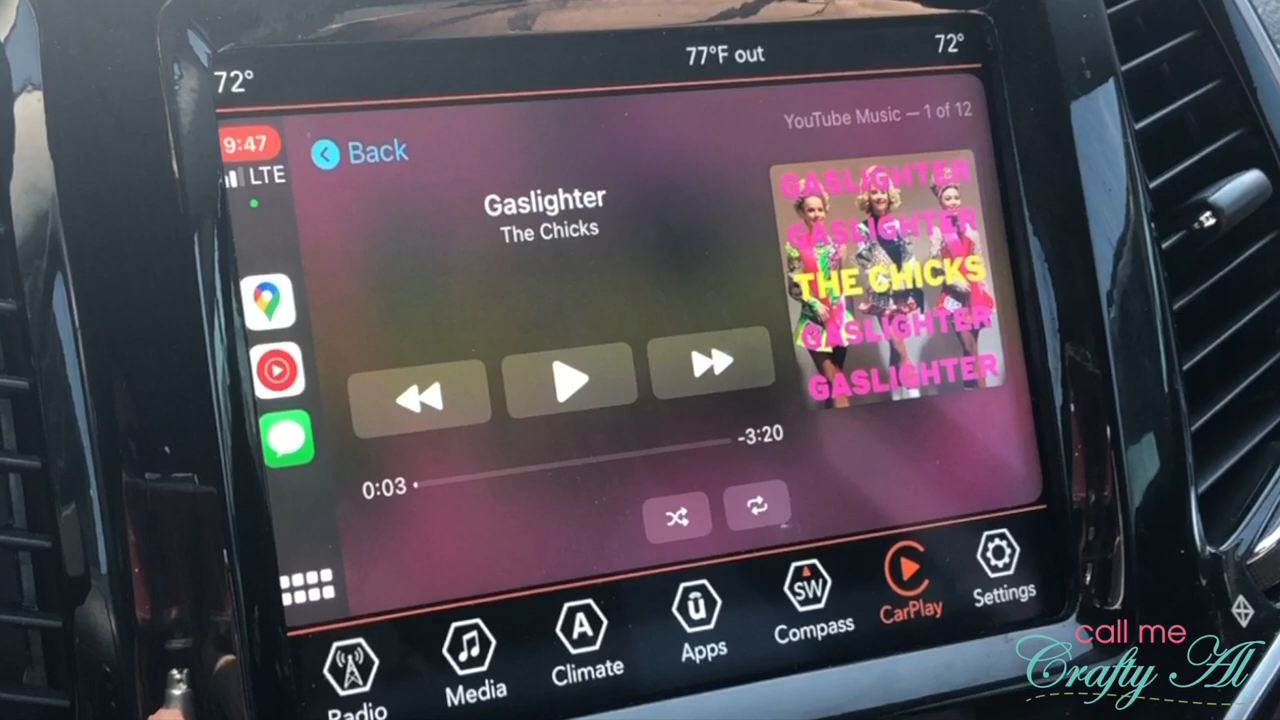 72°
77°F out
72°
9:47
LTE
Back
YouTube Music — 1 of 12
Gaslighter
The Chicks
GASLIGHTER
GASLIGHTER
THE CHICKS
GASLIGHTER
GASLIGHTER
0:03
-3:20
Radio
Media
A
Climate
ū
Apps
SW
Compass
CarPlay
Settings
call me
Crafty Al